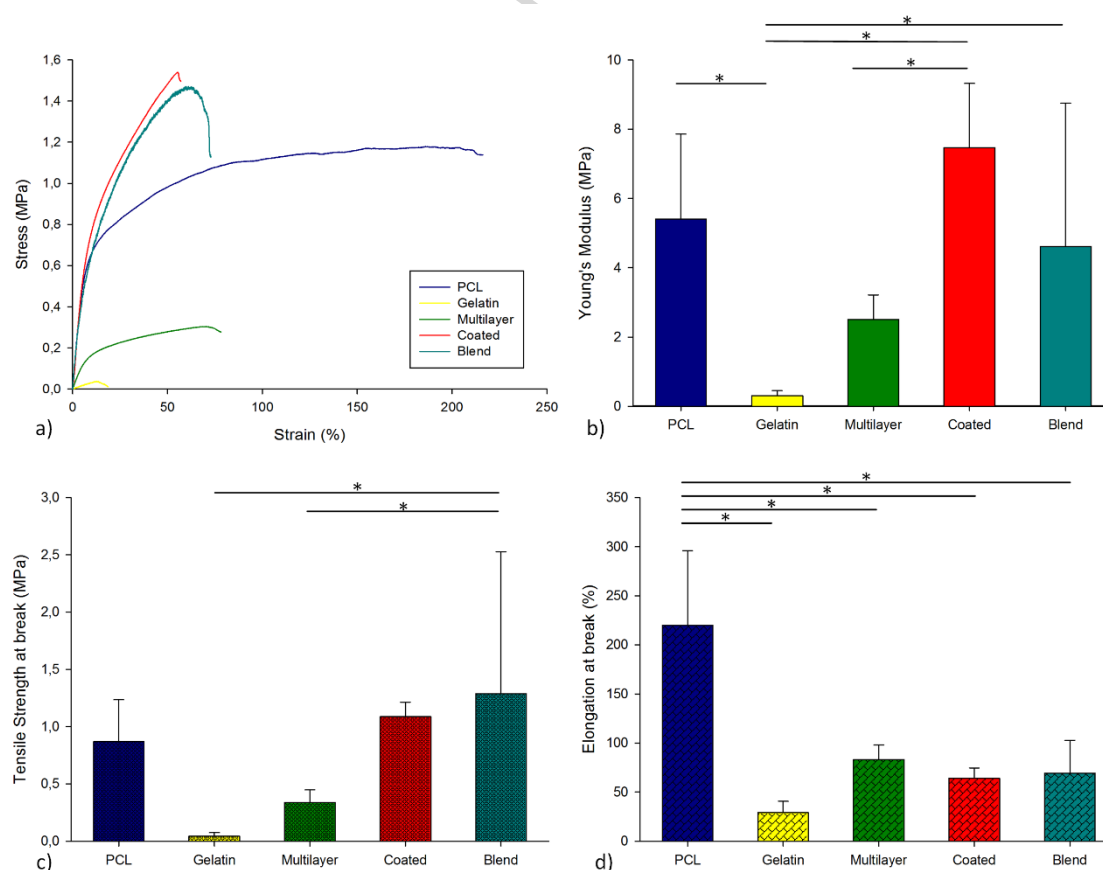 1,6
1,4
1,2
1,0
0,8
0,6
0,4
0,2
0,0
Stress (MPa)
0
50
100
150
200
250
Strain (%)
PCL
Gelatin
Multilayer
Coated
Blend
a)
10
8
6
4
2
0
Young's Modulus (MPa)
*
*
*
*
PCL
Gelatin
Multilayer
Coated
Blend
b)
3,0
2,5
2,0
1,5
1,0
0,5
0,0
Tensile Strength at break (MPa)
*
*
PCL
Gelatin
Multilayer
Coated
Blend
c)
350
300
250
200
150
100
50
0
Elongation at break (%)
*
*
*
*
PCL
Gelatin
Multilayer
Coated
Blend
d)